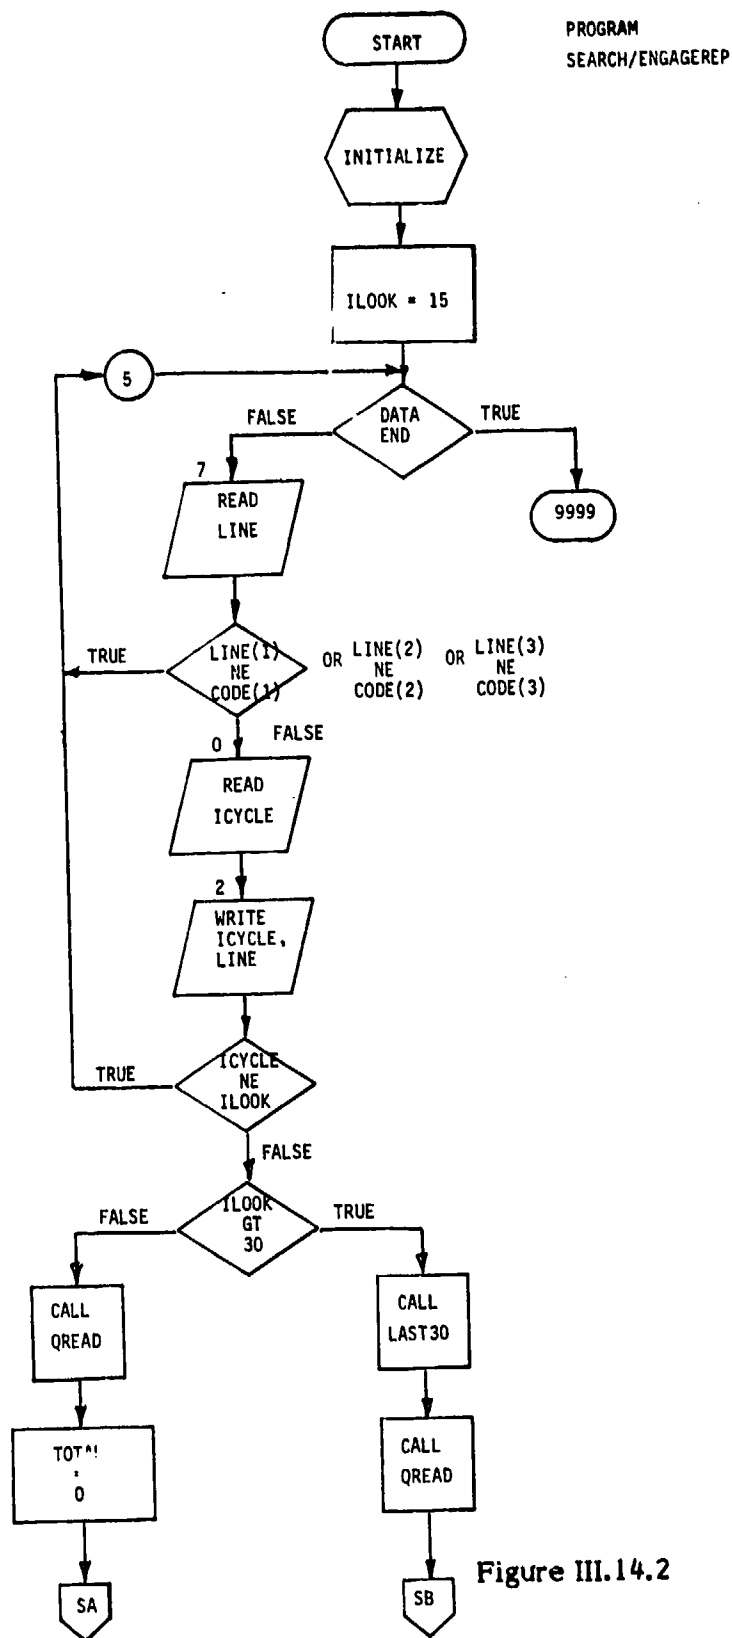 START
PROGRAM
SEARCH/ENGAGEREP
INITIALIZE
ILOOK = 15
5
DATA
END
FALSE
TRUE
7
READ
LINE
9999
LINE(1)
NE
CODE(1)
OR
LINE(2)
NE
CODE(2)
OR
LINE(3)
NE
CODE(3)
TRUE
FALSE
0
READ
ICYCLE
2
WRITE
ICYCLE,
LINE
ICYCLE
NE
ILOOK
TRUE
FALSE
ILOOK
GT
30
FALSE
TRUE
CALL
QREAD
CALL
LAST30
0
CALL
QREAD
SA
SB
Figure III.14.2